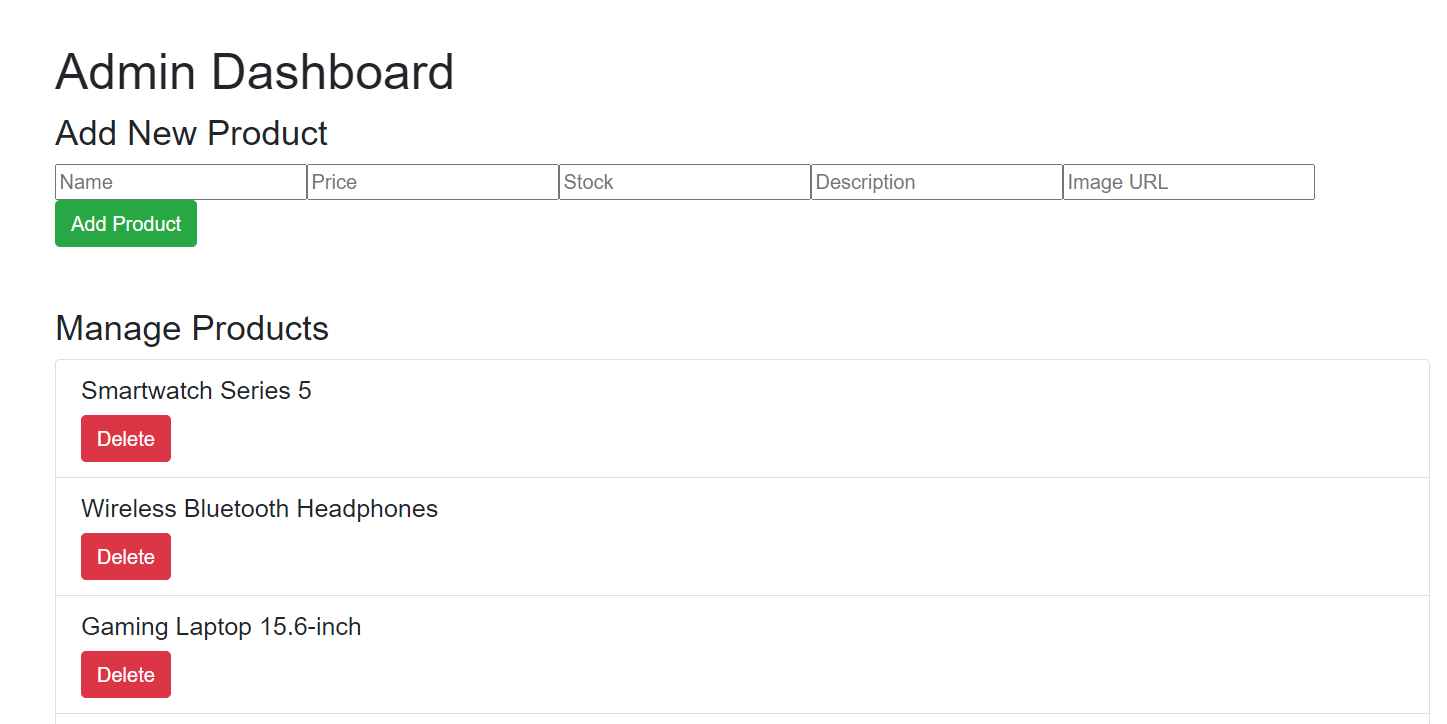 Admin Dashboard
Add New Product
Name Price Stock Description Image URL
Add Product
Manage Products
Smartwatch Series 5
Delete
Wireless Bluetooth Headphones
Delete
Gaming Laptop 15.6-inch
Delete